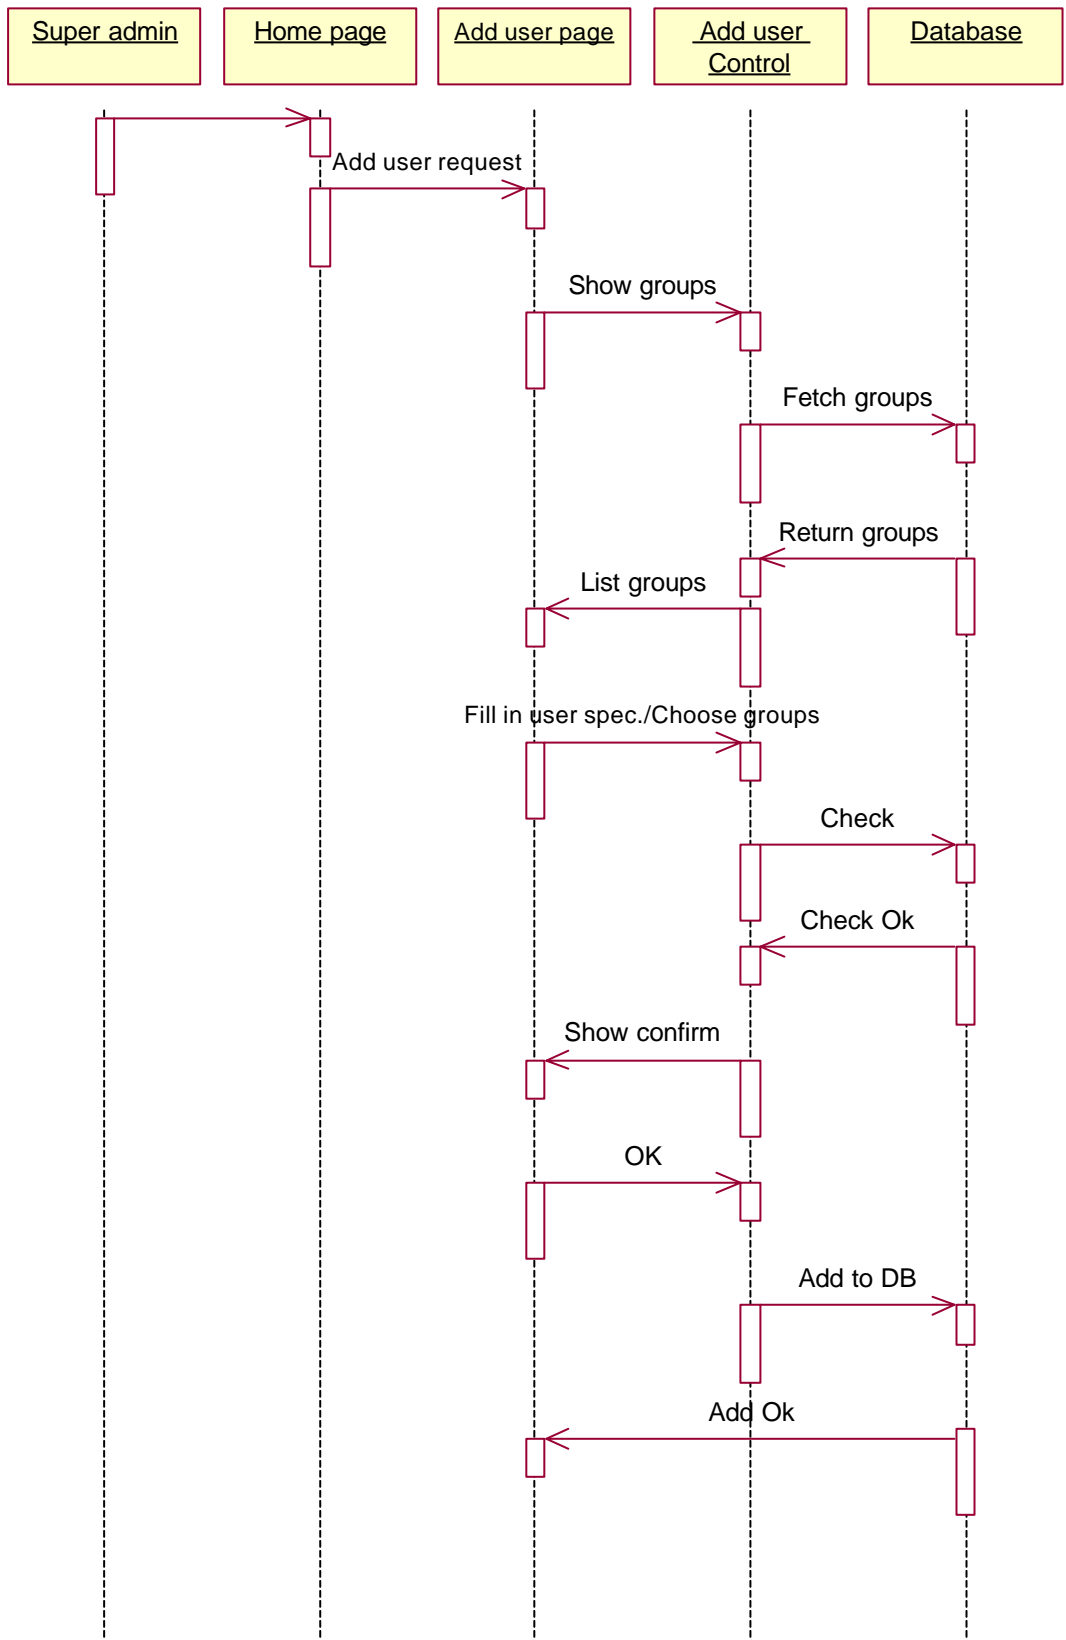 Super admin
Home page
Add user page
Add user
Control
Database
Add user request
Show groups
Fetch groups
Return groups
List groups
Fill in user spec./Choose groups
Check
Check Ok
Show confirm
OK
Add to DB
Add Ok